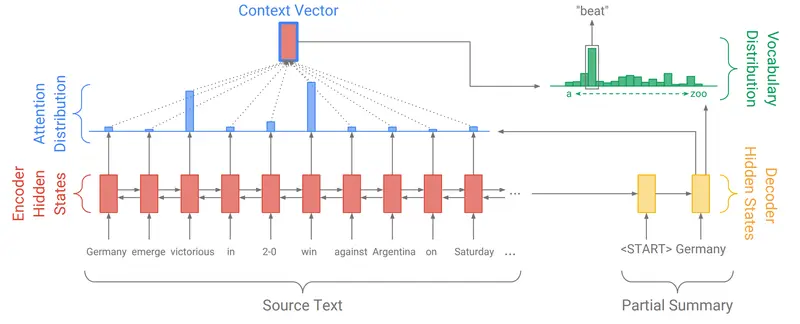 Context Vector
"beat"
Attention
Distribution
Vocabulary
Distribution
a
zoo
Encoder
Hidden
States
...
Decoder
Hidden States
Germany emerge victorious in 2-0 win against Argentina on Saturday ...
<START> Germany
Source Text
Partial Summary